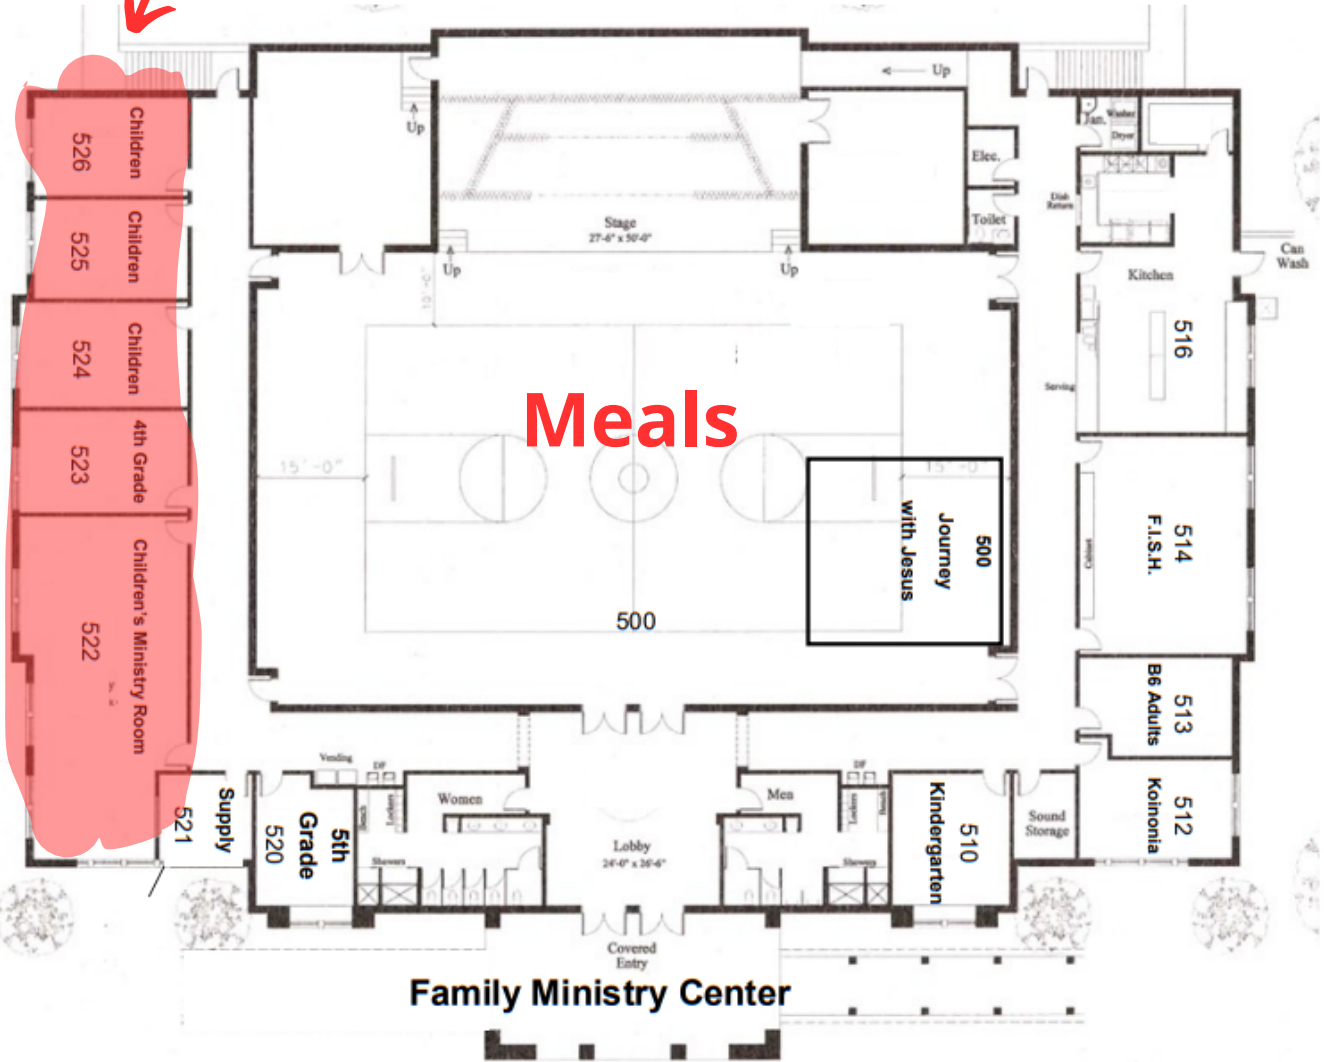 Up
Up
Jan.
Washer
Dryer
Elec.
Toilet
Dish
Return
Stage
27'-6" x 50'-0"
Up
Up
Kitchen
Can
Wash
516
Serving
Children
526
Children
525
Children
524
4th Grade
523
Children's Ministry Room
522
10'-0"
Meals
15'-0"
15'-0"
500
Journey
with Jesus
500
Cabinet
514
F.I.S.H.
513
B6 Adults
512
Koinonia
Supply
521
5th
Grade
520
Vending
DF
Women
Bench
Lockers
Showers
Lobby
24'-0" x 26'-6"
Men
DF
Lockers
Bench
Showers
510
Kindergarten
Sound
Storage
Covered
Entry
Family Ministry Center